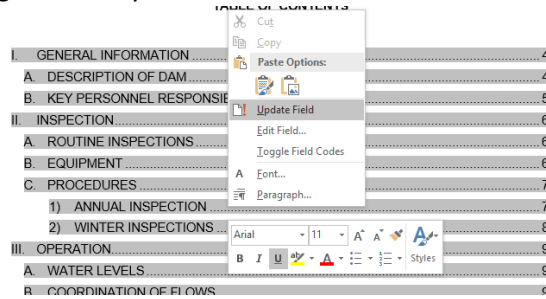 TABLE OF CONTENTS
I. GENERAL INFORMATION 4
A. DESCRIPTION OF DAM 4
B. KEY PERSONNEL 5
II. INSPECTION 6
A. ROUTINE INSPECTIONS 6
B. EQUIPMENT 6
C. PROCEDURES 7
1) ANNUAL INSPECTION 7
2) WINTER INSPECTIONS 8
III. OPERATION 9
A. WATER LEVELS 9
B. COORDINATION OF FLOWS 9
Cut
Copy
Paste Options:
Update Field
Edit Field...
Toggle Field Codes
A Font...
Paragraph...
Arial 11 A A A
B I U ab A Styles